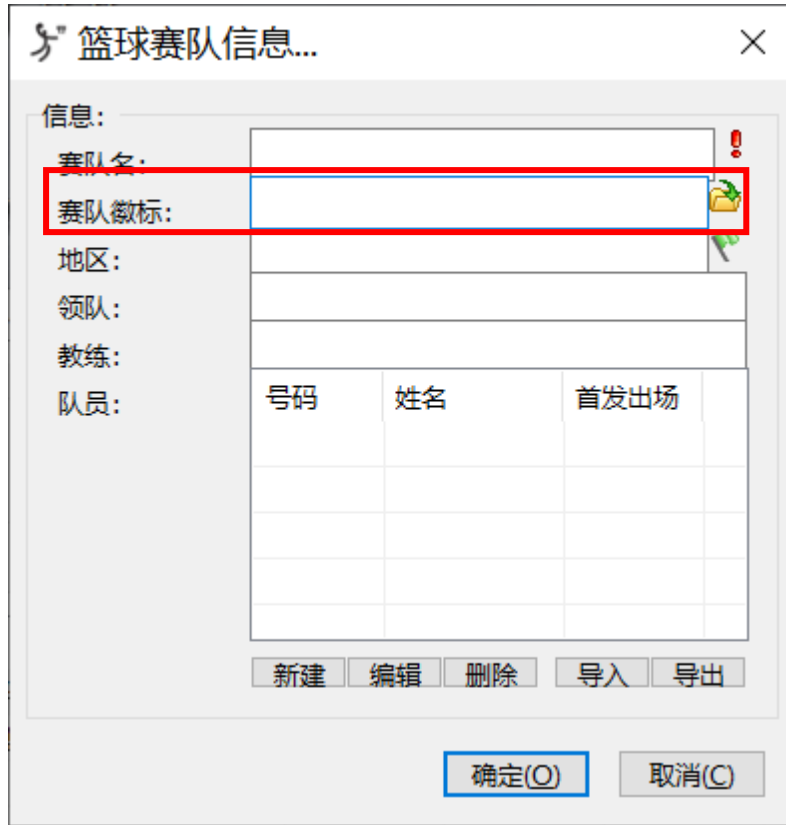 篮球赛队信息...
信息:
赛队名:
赛队徽标:
地区:
领队:
教练:
队员:
号码 姓名 首发出场
新建 编辑 删除 导入 导出
确定(O) 取消(C)